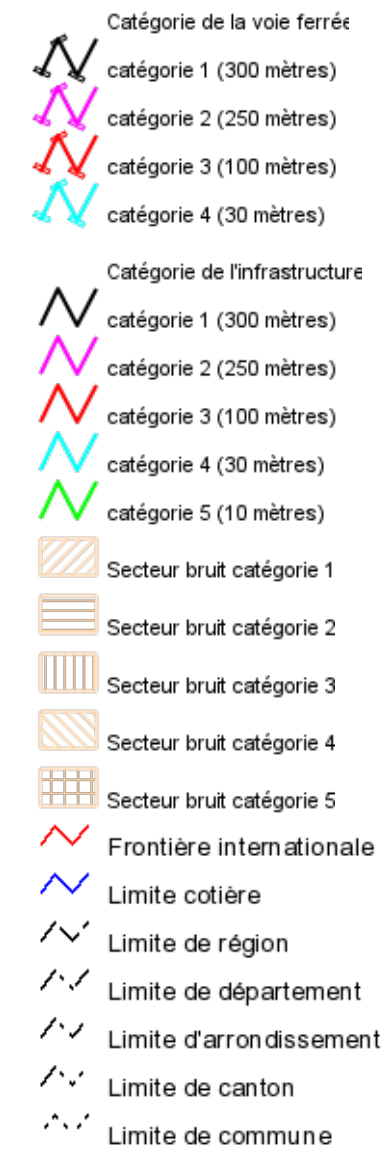 Catégorie de la voie ferrée
catégorie 1 (300 mètres)
catégorie 2 (250 mètres)
catégorie 3 (100 mètres)
catégorie 4 (30 mètres)
Catégorie de l'infrastructure
catégorie 1 (300 mètres)
catégorie 2 (250 mètres)
catégorie 3 (100 mètres)
catégorie 4 (30 mètres)
catégorie 5 (10 mètres)
Secteur bruit catégorie 1
Secteur bruit catégorie 2
Secteur bruit catégorie 3
Secteur bruit catégorie 4
Secteur bruit catégorie 5
Frontière internationale
Limite cotière
Limite de région
Limite de département
Limite d'arrondissement
Limite de canton
Limite de commune